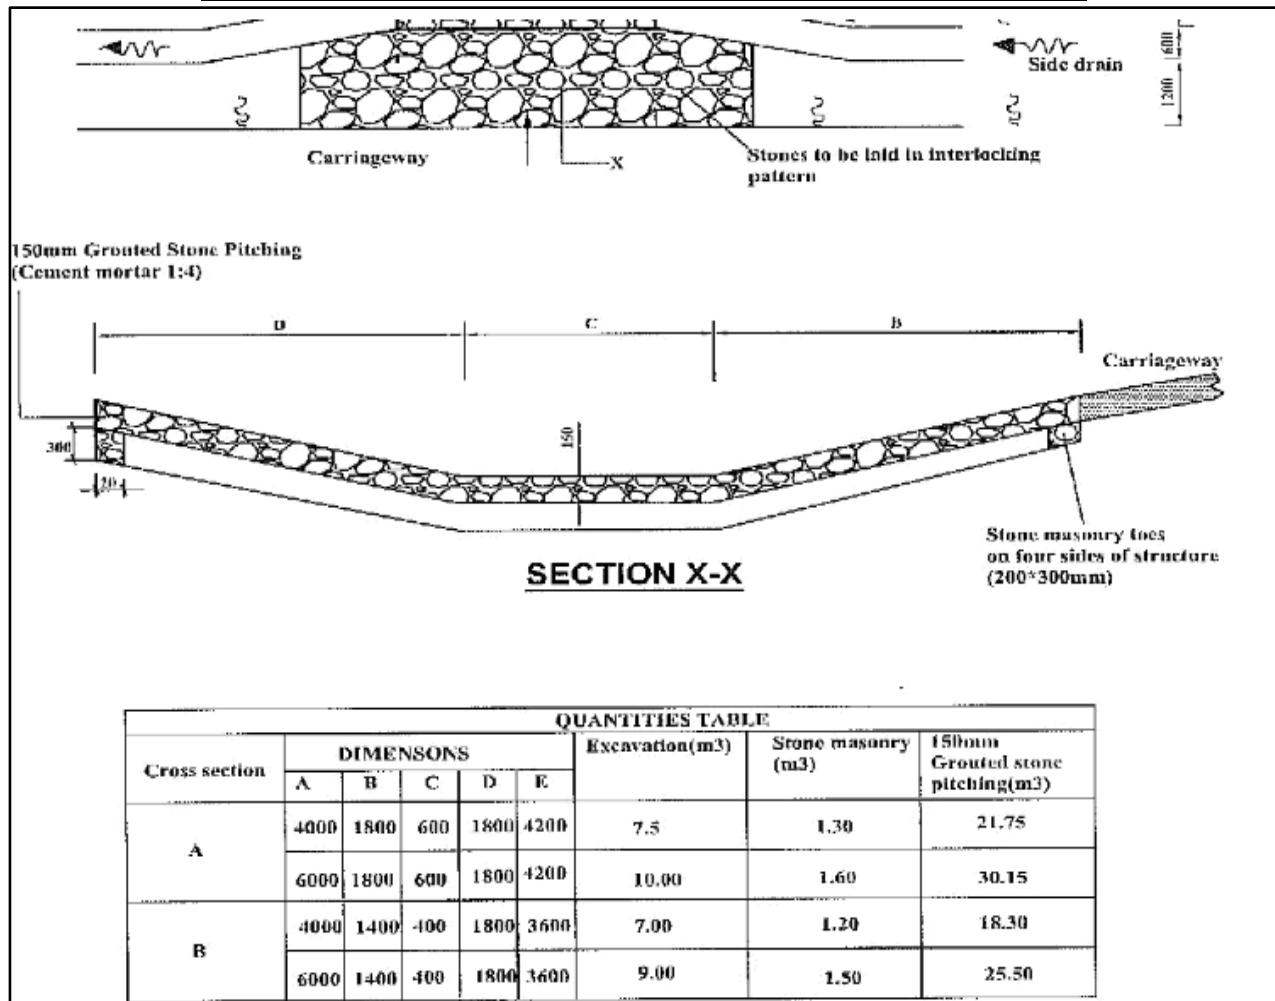 600
Side drain
1200
Carriageway
X
Stones to be laid in interlocking
pattern
150mm Grouted Stone Pitching
(Cement mortar 1:4)
D C B
Carriageway
300
150
20
Stone masonry toes
on four sides of structure
(200*300mm)
SECTION X-X
QUANTITIES TABLE
Cross section DIMENSONS Excavation(m3) Stone masonry (m3) 150mm Grouted stone pitching(m3)
A B C D E
A 4000 1800 600 1800 4200 7.5 1.30 21.75
6000 1800 600 1800 4200 10.00 1.60 30.15
B 4000 1400 400 1800 3600 7.00 1.20 18.30
6000 1400 400 1800 3600 9.00 1.50 25.50